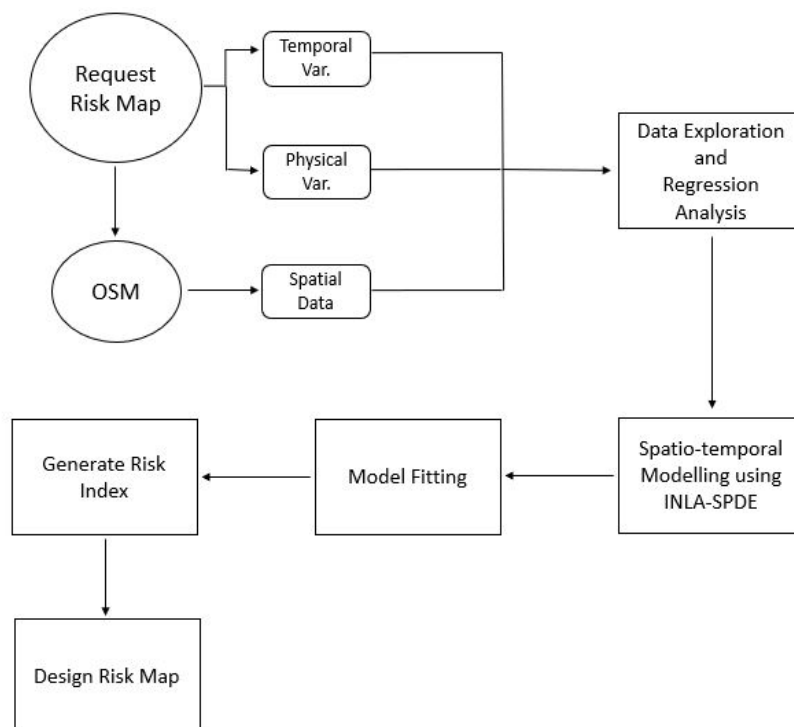 Request
Risk Map
Temporal
Var.
Physical
Var.
OSM
Spatial
Data
Data Exploration
and
Regression
Analysis
Spatio-temporal
Modelling using
INLA-SPDE
Model Fitting
Generate Risk
Index
Design Risk Map